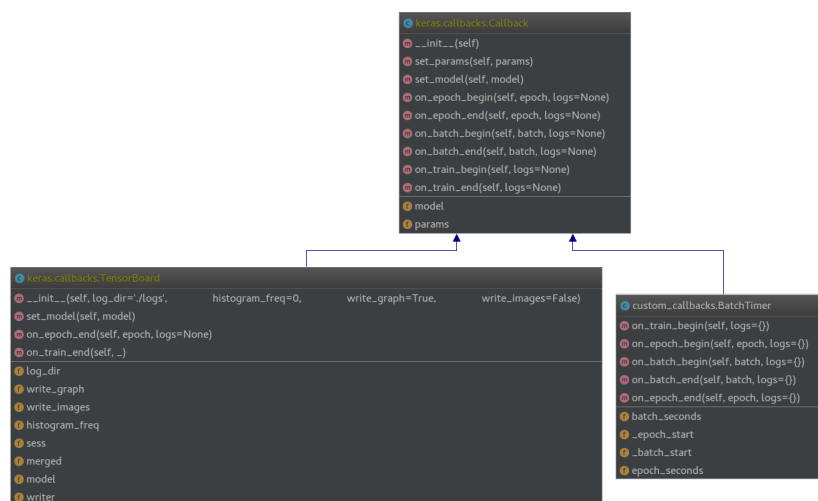 keras.callbacks.Callback
__init__(self)
set_params(self, params)
set_model(self, model)
on_epoch_begin(self, epoch, logs=None)
on_epoch_end(self, epoch, logs=None)
on_batch_begin(self, batch, logs=None)
on_batch_end(self, batch, logs=None)
on_train_begin(self, logs=None)
on_train_end(self, logs=None)
model
params
keras.callbacks.TensorBoard
__init__(self, log_dir='./logs', histogram_freq=0, write_graph=True, write_images=False)
set_model(self, model)
on_epoch_end(self, epoch, logs=None)
on_train_end(self, _)
log_dir
write_graph
write_images
histogram_freq
sess
merged
model
writer
custom_callbacks.BatchTimer
on_train_begin(self, logs={})
on_epoch_begin(self, epoch, logs={})
on_batch_begin(self, batch, logs={})
on_batch_end(self, batch, logs={})
on_epoch_end(self, epoch, logs={})
batch_seconds
_epoch_start
_batch_start
epoch_seconds